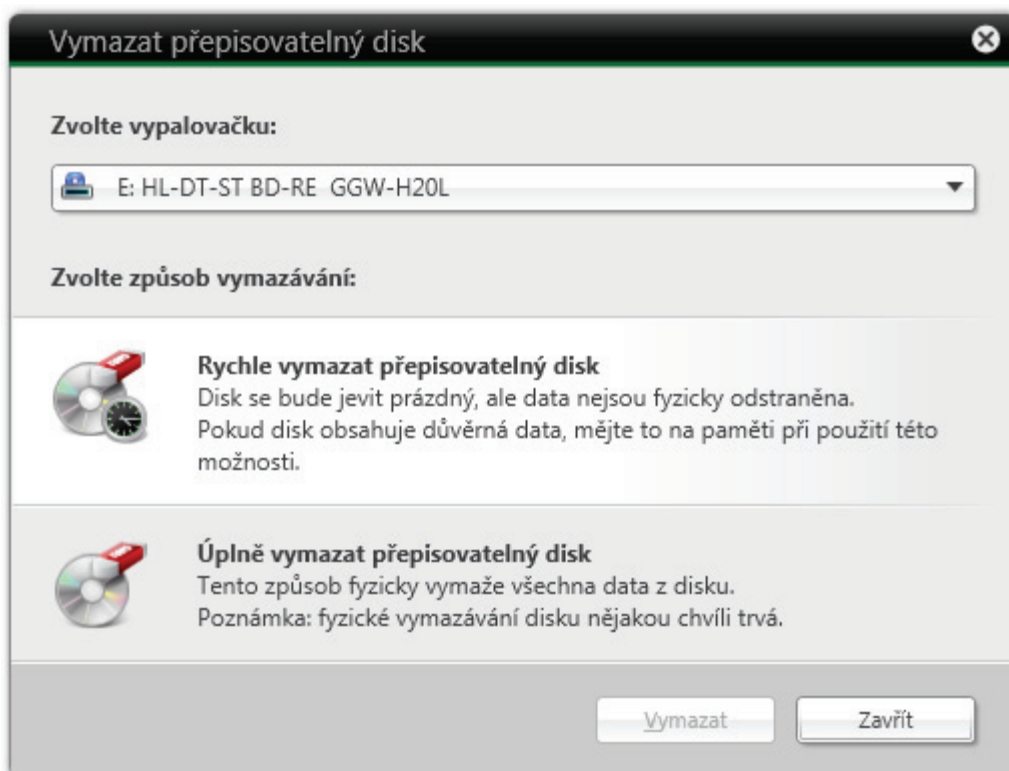 Vymazat přepisovatelný disk
Zvolte vypalovačku:
E: HL-DT-ST BD-RE  GGW-H20L
Zvolte způsob vymazávání:
Rychle vymazat přepisovatelný disk
Disk se bude jevit prázdný, ale data nejsou fyzicky odstraněna.
Pokud disk obsahuje důvěrná data, mějte to na paměti při použití této
možnosti.
Úplně vymazat přepisovatelný disk
Tento způsob fyzicky vymaže všechna data z disku.
Poznámka: fyzické vymazávání disku nějakou chvíli trvá.
Vymazat
Zavřít